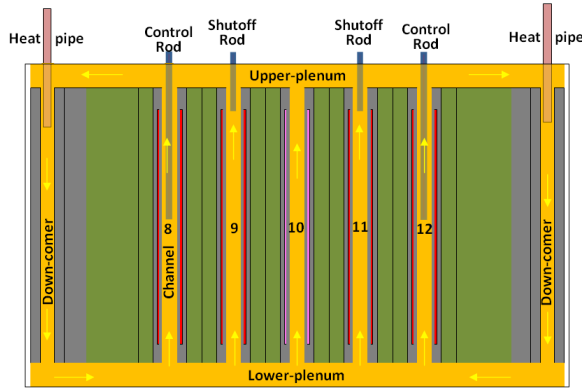 Heat pipe
Control
Rod
Shutoff
Rod
Shutoff
Rod
Control
Rod
Heat pipe
Upper-plenum
8
9
10
11
12
Channel
Down-comer
Down-comer
Lower-plenum